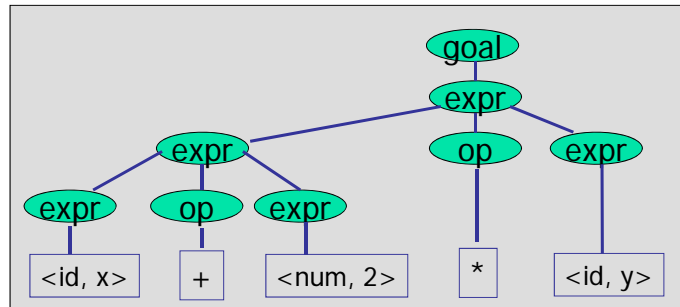 goal
expr
expr op expr
expr op expr
<id, x> + <num, 2> * <id, y>